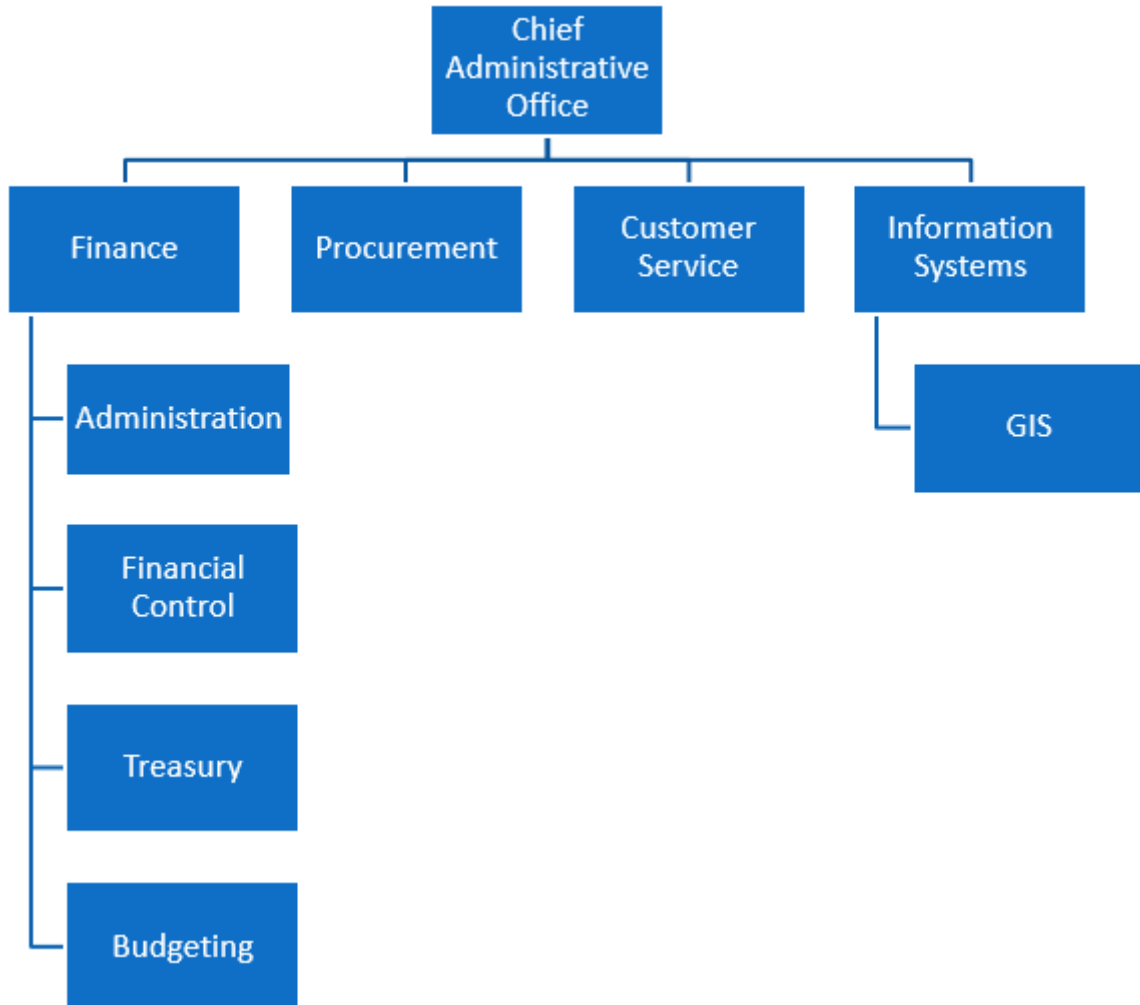 Chief
Administrative
Office
Finance
Procurement
Customer
Service
Information
Systems
Administration
GIS
Financial
Control
Treasury
Budgeting